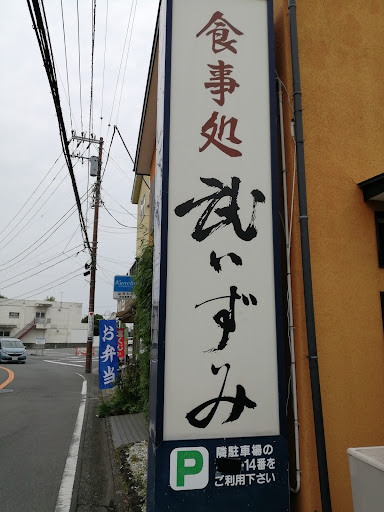 食事処
武いずみ
P
隣駐車場の
・14番を
ご利用下さい
お弁当